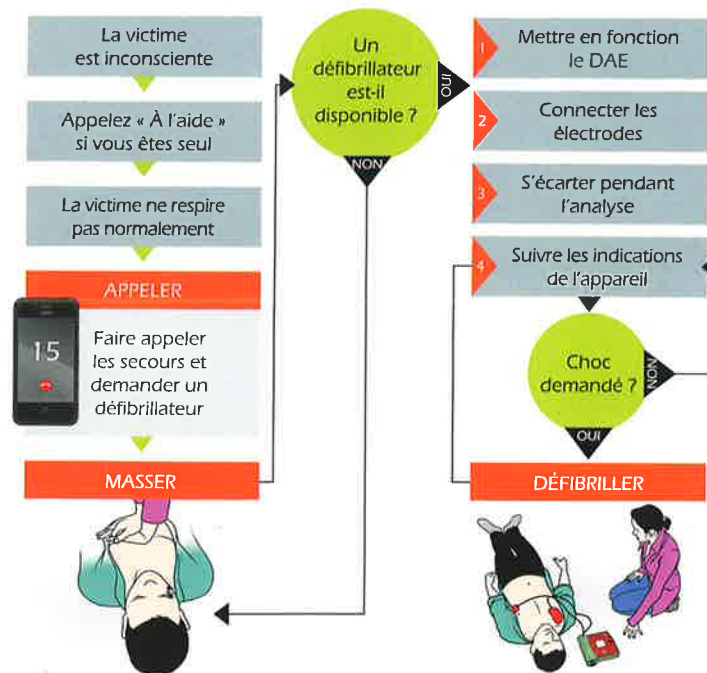 La victime
est inconsciente
Appelez « À l'aide »
si vous êtes seul
La victime ne respire
pas normalement
APPELER
15
Faire appeler
les secours et
demander un
défibrillateur
MASSER
Un
défibrillateur
est-il
disponible ?
OUI
NON
1
Mettre en fonction
le DAE
2
Connecter les
électrodes
3
S'écarter pendant
l'analyse
4
Suivre les indications
de l'appareil
Choc
demandé ?
NON
OUI
DÉFIBRILLER